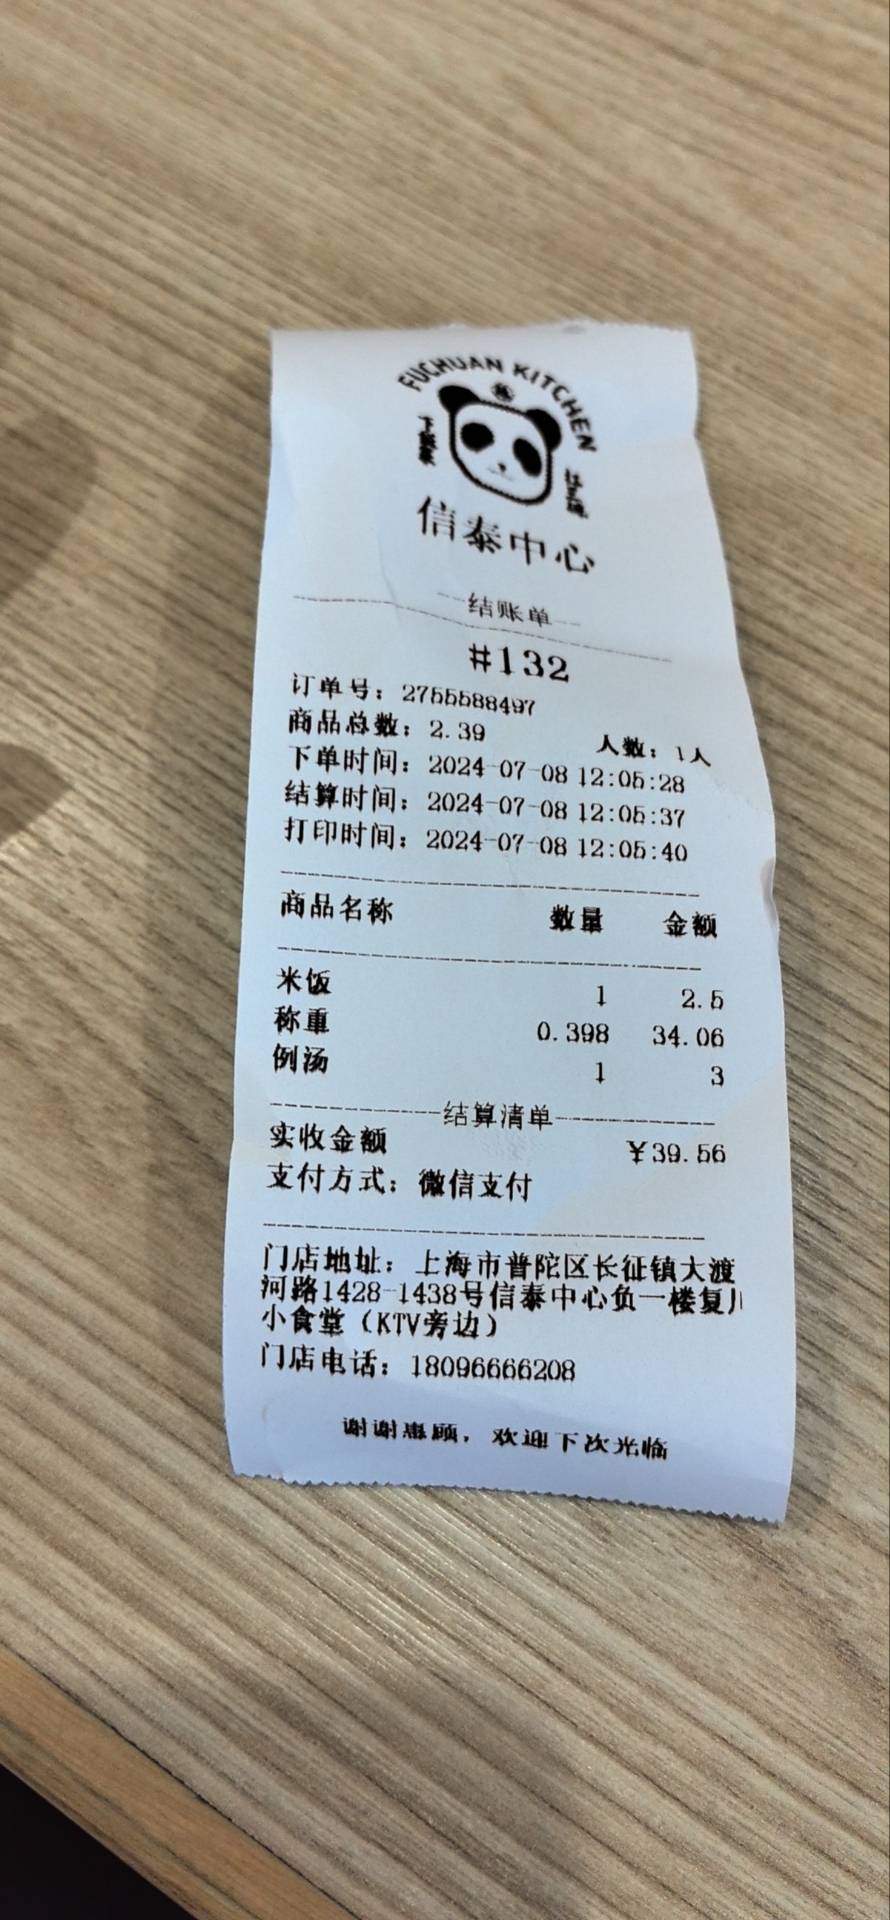 FUCHUAN KITCHEN
下饭菜
信泰中心
结账单
#132
订单号：2755588497
商品总数：2.39 人数：1人
下单时间：2024-07-08 12:05:28
结算时间：2024-07-08 12:05:37
打印时间：2024-07-08 12:05:40
商品名称 数量 金额
米饭 1 2.5
称重 0.398 34.06
例汤 1 3
结算清单
实收金额 ¥39.56
支付方式：微信支付
门店地址：上海市普陀区长征镇大渡
河路1428-1438号信泰中心负一楼复川
小食堂（KTV旁边）
门店电话：18096666208
谢谢惠顾，欢迎下次光临